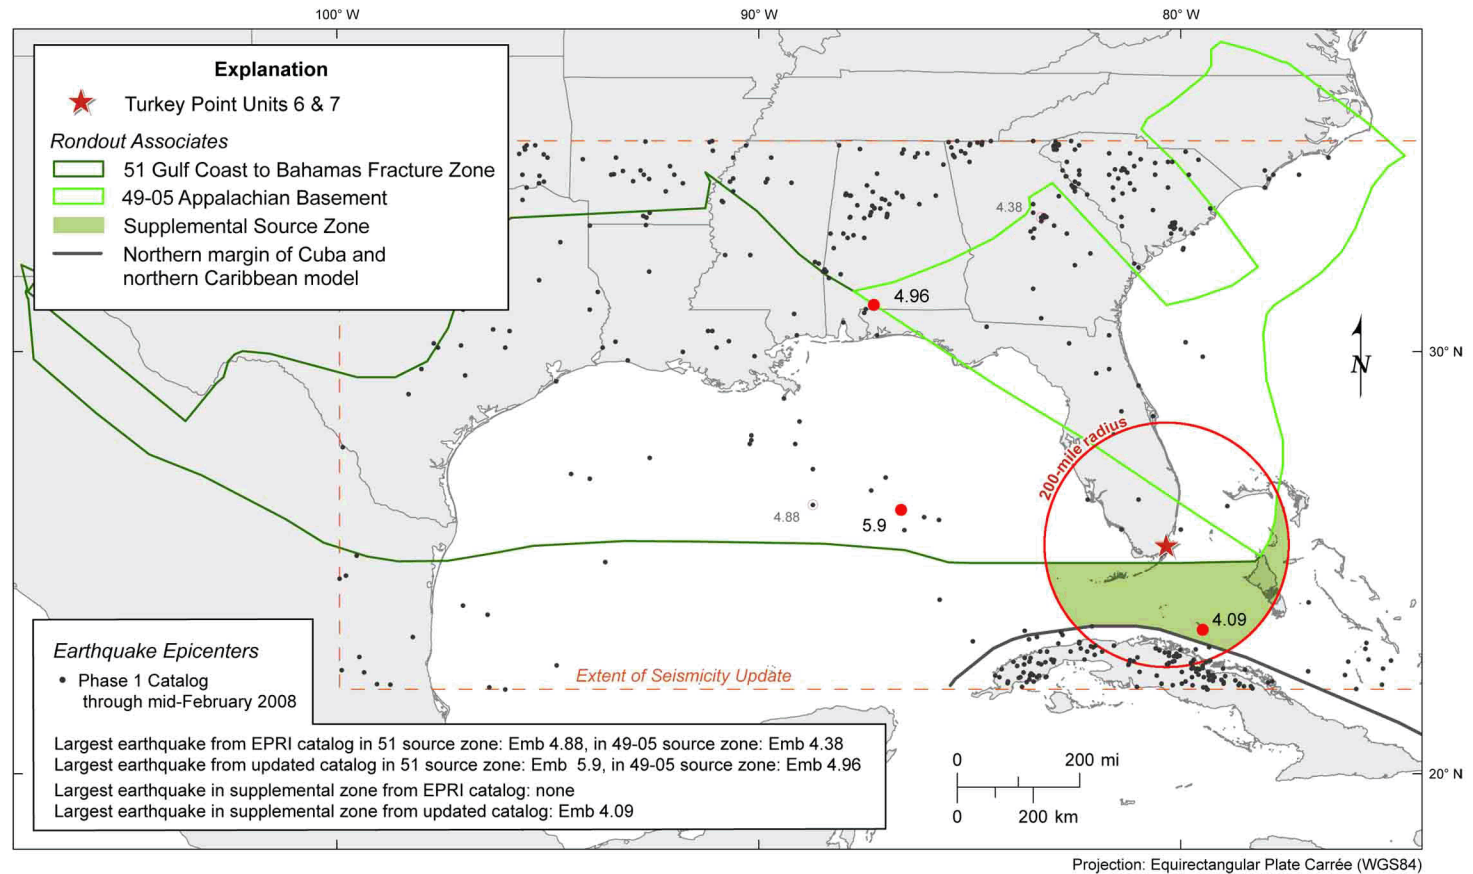 100° W
90° W
80° W
Explanation
Turkey Point Units 6 & 7
Rondout Associates
51 Gulf Coast to Bahamas Fracture Zone
49-05 Appalachian Basement
Supplemental Source Zone
Northern margin of Cuba and
northern Caribbean model
4.38
4.96
30° N
N
200-mile radius
4.88
5.9
4.09
Extent of Seismicity Update
Earthquake Epicenters
Phase 1 Catalog
through mid-February 2008
Largest earthquake from EPRI catalog in 51 source zone: Emb 4.88, in 49-05 source zone: Emb 4.38
Largest earthquake from updated catalog in 51 source zone: Emb 5.9, in 49-05 source zone: Emb 4.96
Largest earthquake in supplemental zone from EPRI catalog: none
Largest earthquake in supplemental zone from updated catalog: Emb 4.09
0 200 mi
0 200 km
20° N
Projection: Equirectangular Plate Carrée (WGS84)